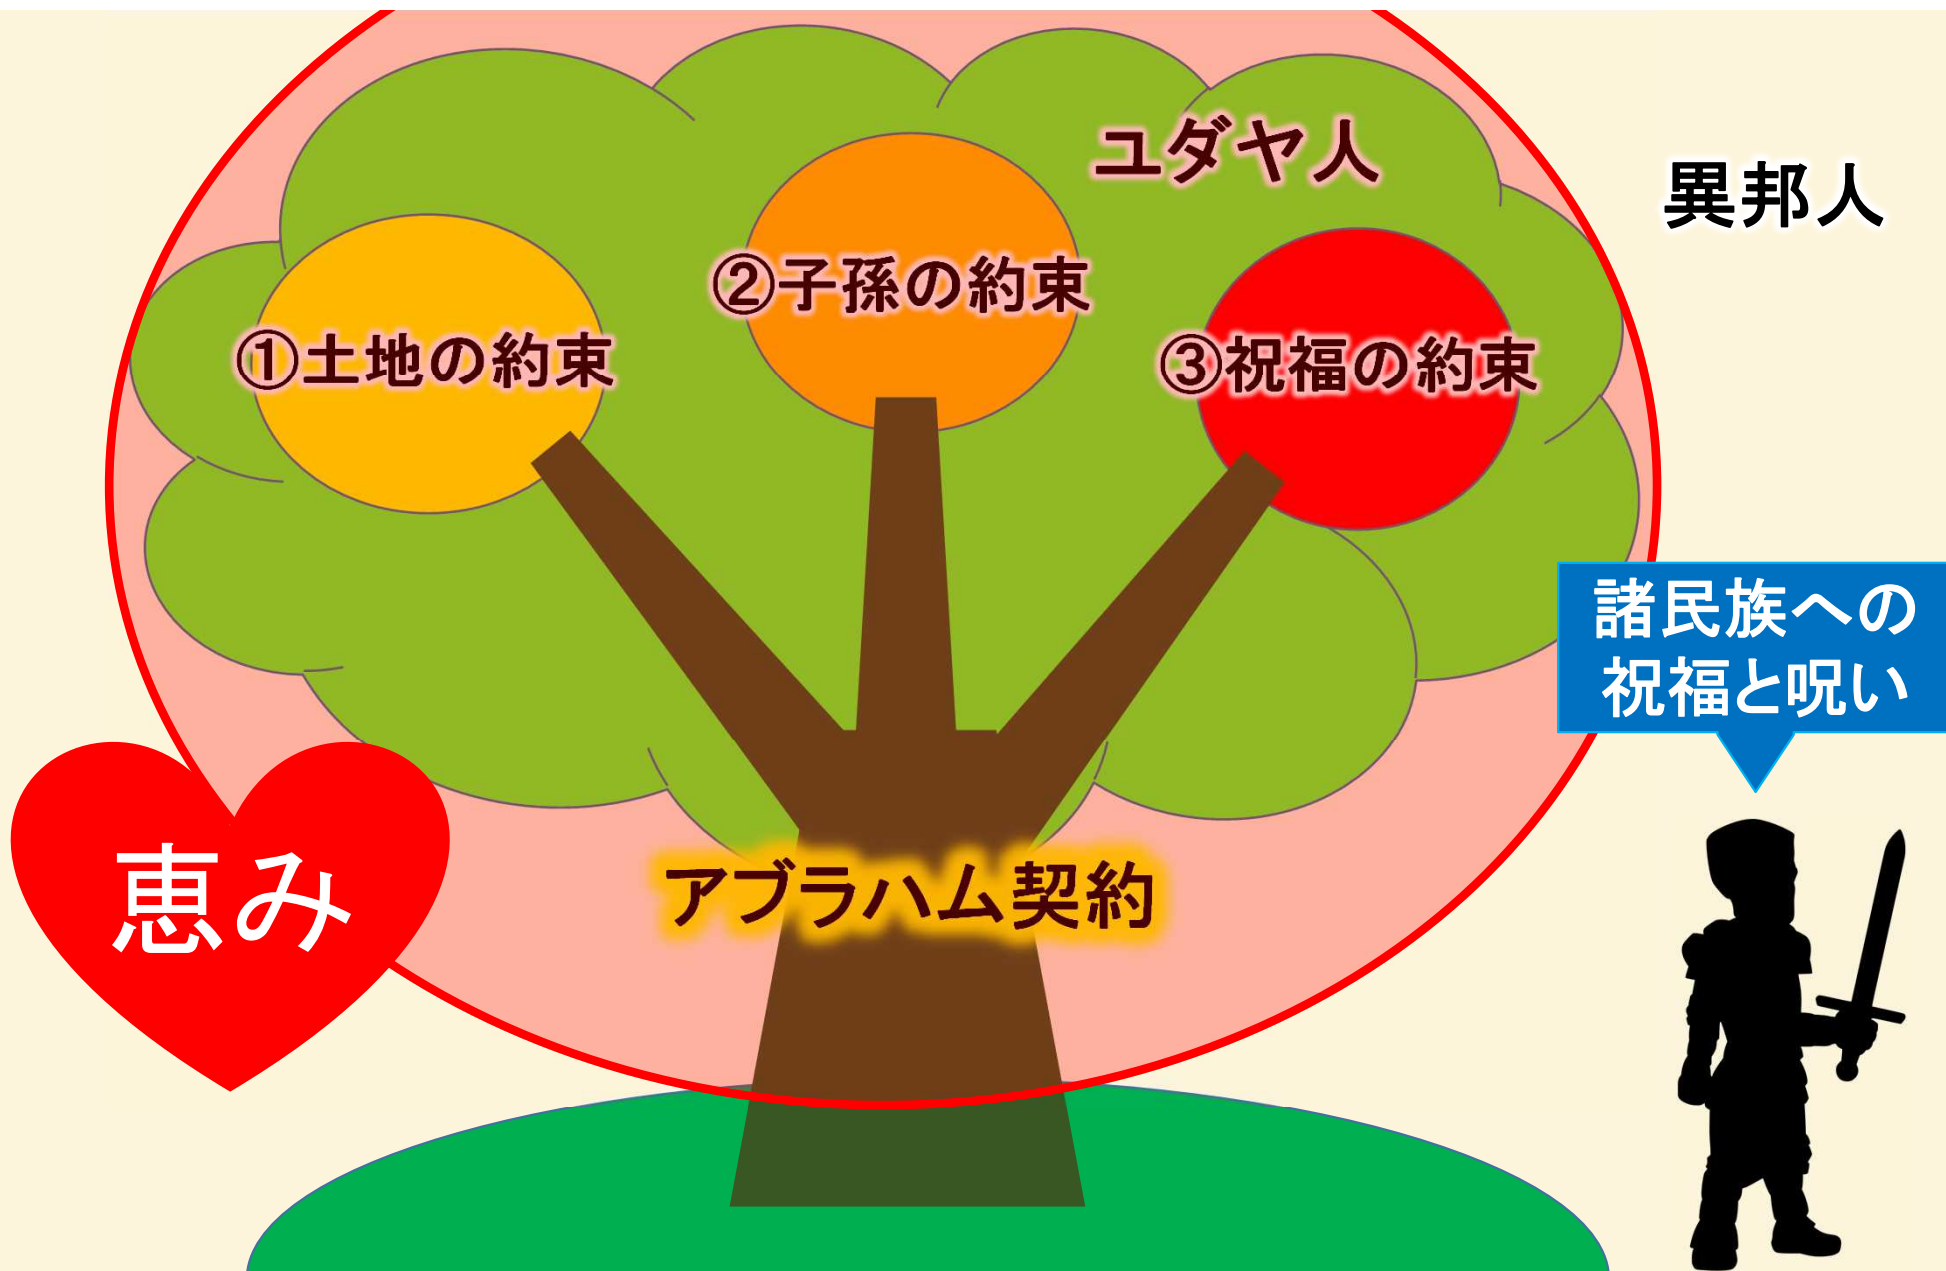 ユダヤ人
異邦人
②子孫の約束
①土地の約束
③祝福の約束
諸民族への
祝福と呪い
恵み
アブラハム契約